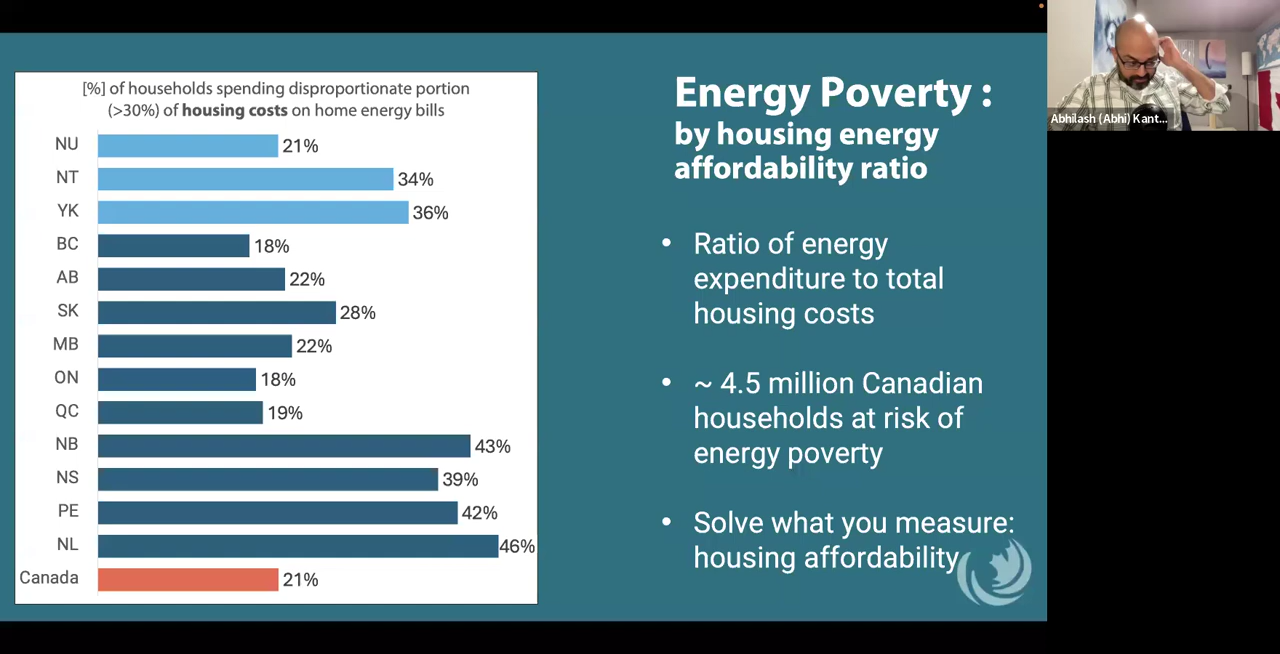 [%] of households spending disproportionate portion
(>30%) of housing costs on home energy bills
NU 21%
NT 34%
YK 36%
BC 18%
AB 22%
SK 28%
MB 22%
ON 18%
QC 19%
NB 43%
NS 39%
PE 42%
NL 46%
Canada 21%
Energy Poverty :
by housing energy
affordability ratio
• Ratio of energy
expenditure to total
housing costs
• ~ 4.5 million Canadian
households at risk of
energy poverty
• Solve what you measure:
housing affordability
Abhilash (Abhi) Kant...